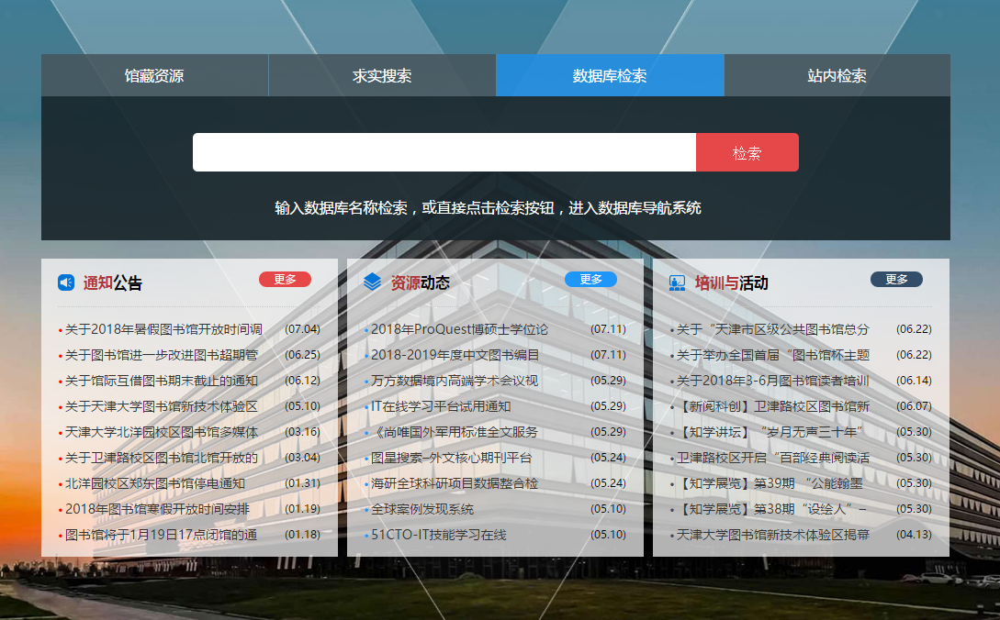 馆藏资源 求实搜索 数据库检索 站内检索
检索
输入数据库名称检索，或直接点击检索按钮，进入数据库导航系统
通知公告 更多
关于2018年暑假图书馆开放时间调 (07.04)
关于图书馆进一步改进图书超期管 (06.25)
关于馆际互借图书期末截止的通知 (06.12)
关于天津大学图书馆新技术体验区 (05.10)
天津大学北洋园校区图书馆多媒体 (03.16)
关于卫津路校区图书馆北馆开放的 (03.04)
北洋园校区郑东图书馆停电通知 (01.31)
2018年图书馆寒假开放时间安排 (01.19)
图书馆将于1月19日17点闭馆的通 (01.18)
资源动态 更多
2018年ProQuest博硕士学位论 (07.11)
2018-2019年度中文图书编目 (07.11)
万方数据境内高端学术会议视 (05.29)
IT在线学习平台试用通知 (05.29)
《尚唯国外军用标准全文服务 (05.29)
图星搜索–外文核心期刊平台 (05.24)
海研全球科研项目数据整合检 (05.24)
全球案例发现系统 (05.10)
51CTO-IT技能学习在线 (05.10)
培训与活动 更多
关于“天津市区级公共图书馆总分 (06.22)
关于举办全国首届“图书馆杯主题 (06.22)
关于2018年3-6月图书馆读者培训 (06.14)
【新阅科创】卫津路校区图书馆新 (06.07)
【知学讲坛】“岁月无声三十年” (05.30)
卫津路校区开启“百部经典阅读活 (05.30)
【知学展览】第39期 “公能翰墨 (05.30)
【知学展览】第38期“设绘人”– (05.30)
天津大学图书馆新技术体验区揭幕 (04.13)